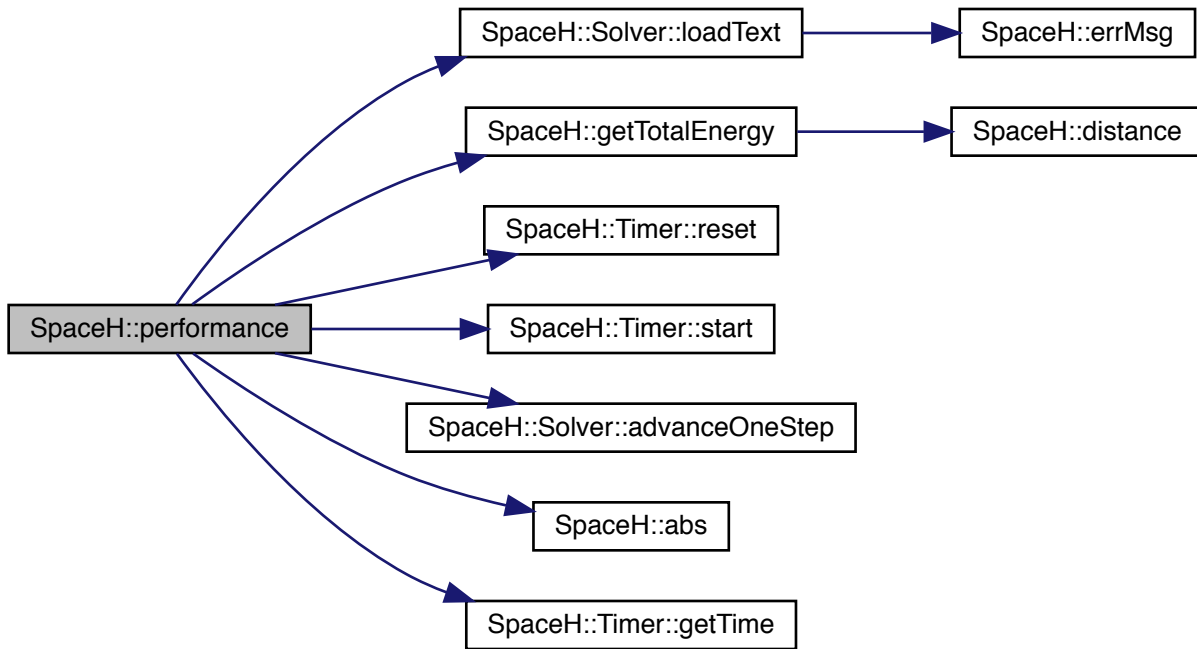 SpaceH::Solver::loadText
SpaceH::errMsg
SpaceH::getTotalEnergy
SpaceH::distance
SpaceH::Timer::reset
SpaceH::performance
SpaceH::Timer::start
SpaceH::Solver::advanceOneStep
SpaceH::abs
SpaceH::Timer::getTime